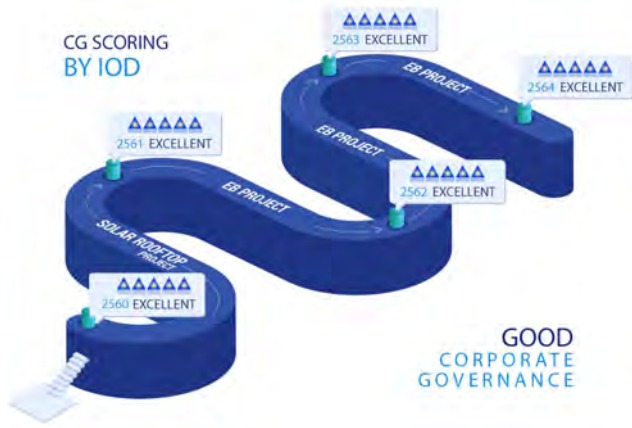 CG SCORING
BY IOD
2563 EXCELLENT
EB PROJECT
2564 EXCELLENT
EB PROJECT
2561 EXCELLENT
2562 EXCELLENT
EB PROJECT
SOLAR ROOFTOP
PROJECT
2560 EXCELLENT
GOOD
CORPORATE
GOVERNANCE